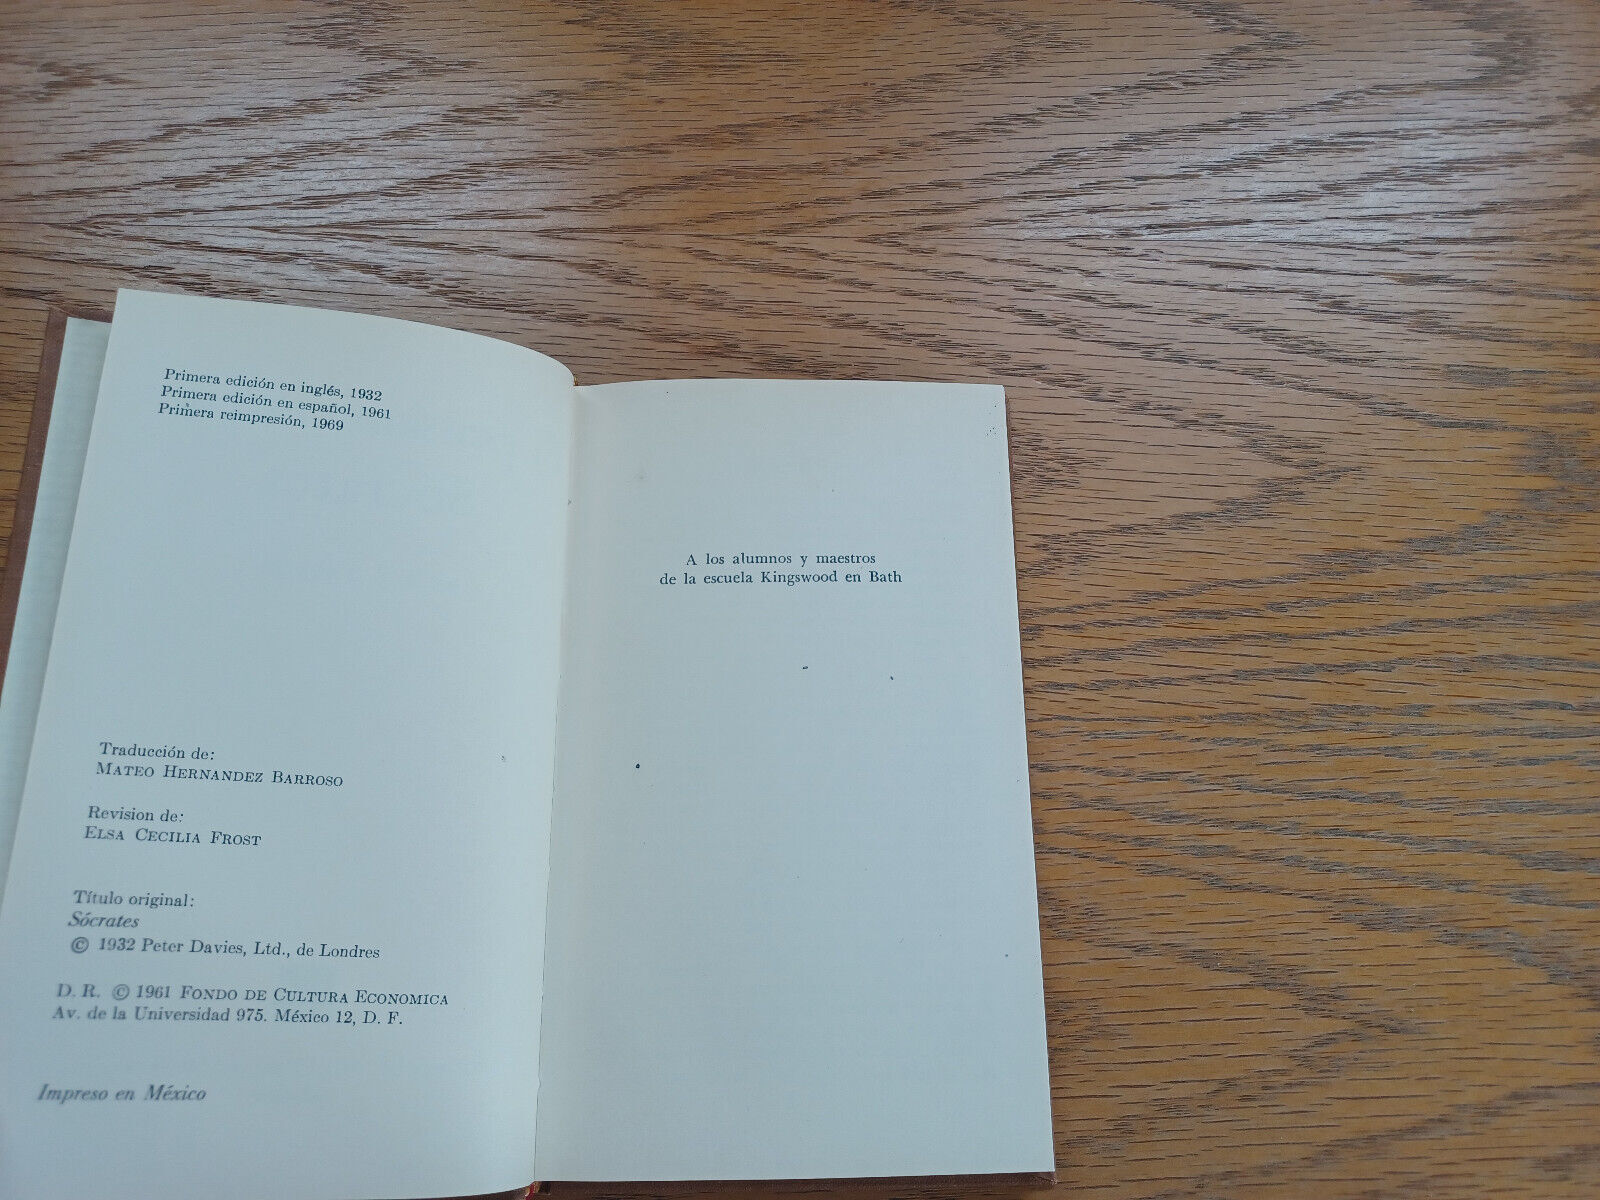 Primera edición en inglés, 1932
Primera edición en español, 1961
Primera reimpresión, 1969
Traducción de:
MATEO HERNANDEZ BARROSO
Revision de:
ELSA CECILIA FROST
Título original:
Sócrates
© 1932 Peter Davies, Ltd., de Londres
D. R. © 1961 FONDO DE CULTURA ECONOMICA
Av. de la Universidad 975. México 12, D. F.
Impreso en México
A los alumnos y maestros
de la escuela Kingswood en Bath